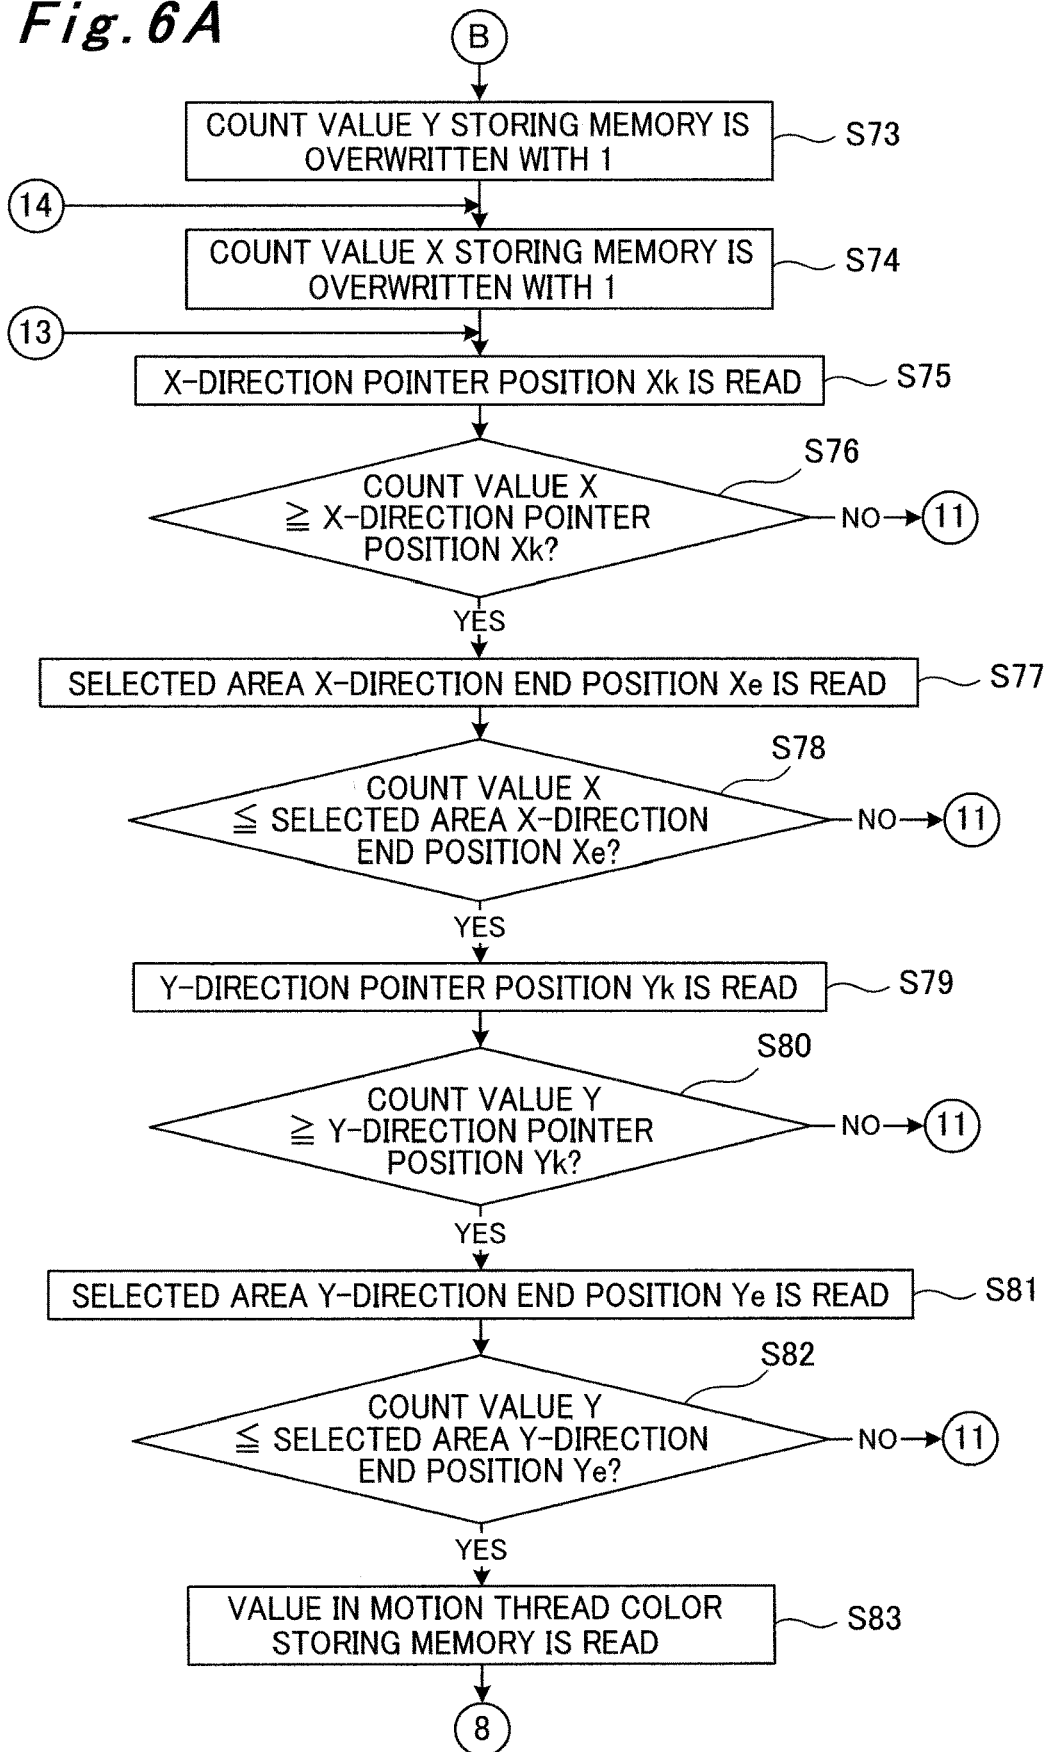 Fig. 6A
B
COUNT VALUE Y STORING MEMORY IS
OVERWRITTEN WITH 1
S73
14
COUNT VALUE X STORING MEMORY IS
OVERWRITTEN WITH 1
S74
13
X-DIRECTION POINTER POSITION Xk IS READ
S75
S76
COUNT VALUE X
≧ X-DIRECTION POINTER
POSITION Xk?
NO
11
YES
SELECTED AREA X-DIRECTION END POSITION Xe IS READ
S77
S78
COUNT VALUE X
≦ SELECTED AREA X-DIRECTION
END POSITION Xe?
NO
11
YES
Y-DIRECTION POINTER POSITION Yk IS READ
S79
S80
COUNT VALUE Y
≧ Y-DIRECTION POINTER
POSITION Yk?
NO
11
YES
SELECTED AREA Y-DIRECTION END POSITION Ye IS READ
S81
S82
COUNT VALUE Y
≦ SELECTED AREA Y-DIRECTION
END POSITION Ye?
NO
11
YES
VALUE IN MOTION THREAD COLOR
STORING MEMORY IS READ
S83
8